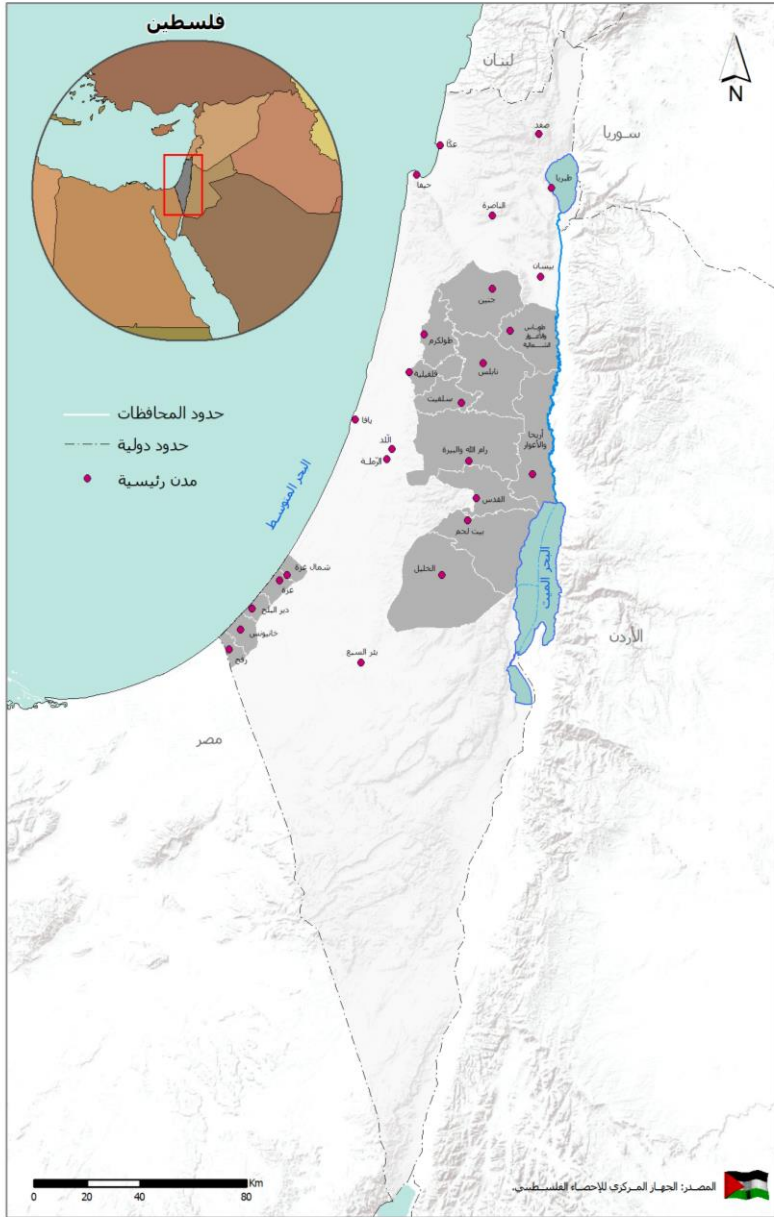 فلسطين
N
لبنان
سوريا
صفد
عكا
حيفا
طبريا
الناصرة
بيسان
جنين
طوباس
والأغوار
الشمالية
طولكرم
نابلس
قلقيلية
سلفيت
حدود المحافظات
حدود دولية
مدن رئيسية
يافا
اللد
الرملة
رام الله والبيرة
أريحا
والأغوار
القدس
بيت لحم
البحر المتوسط
البحر الميت
الخليل
شمال غزة
غزة
دير البلح
خانيونس
رفح
بئر السبع
الأردن
مصر
Km
0 20 40 80
المصدر: الجهاز المركزي للإحصاء الفلسطيني.